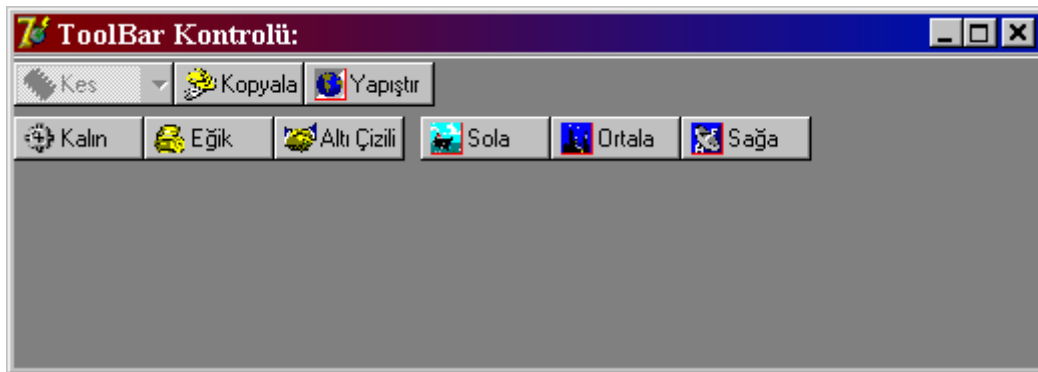 ToolBar Kontrolü:
Kes Kopyala Yapıştır
Kalın Eğik Altı Çizili Sola Ortala Sağa